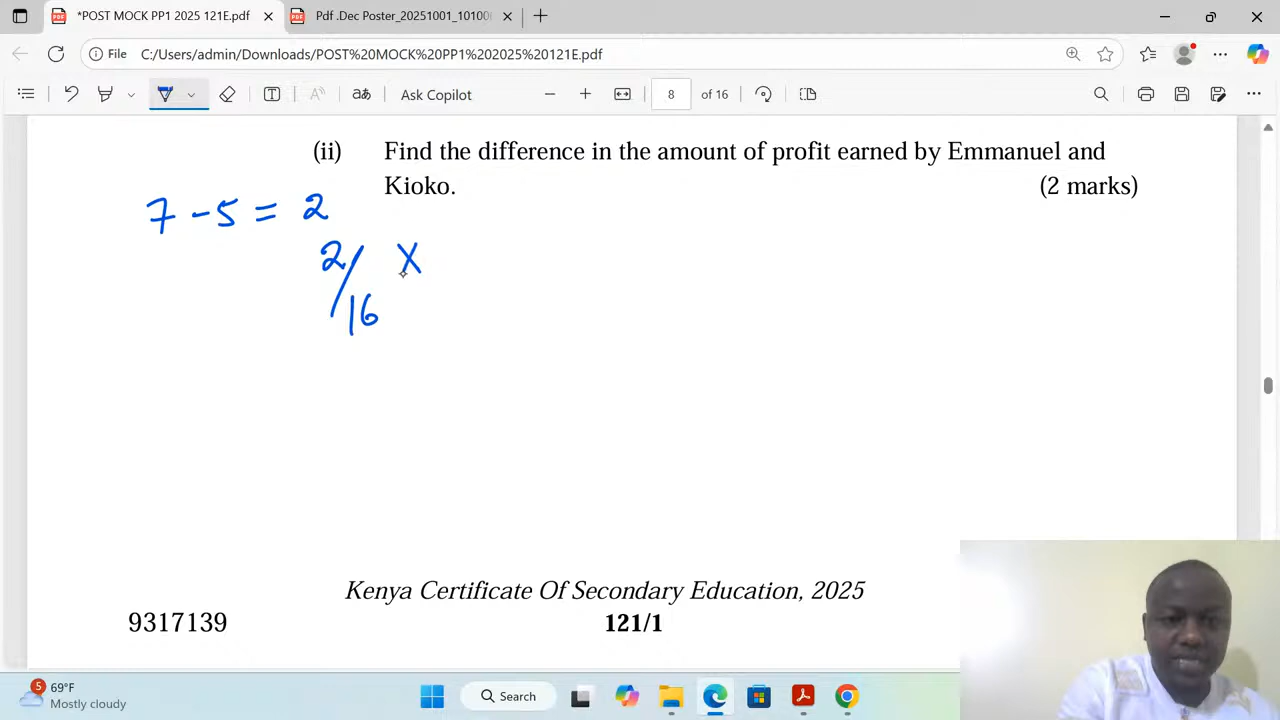 *POST MOCK PP1 2025 121E.pdf
Pdf .Dec Poster_20251001_10100
File C:/Users/admin/Downloads/POST%20MOCK%20PP1%202025%20121E.pdf
Ask Copilot 8 of 16
(ii) Find the difference in the amount of profit earned by Emmanuel and
Kioko. (2 marks)
7 - 5 = 2
2/16 X
Kenya Certificate Of Secondary Education, 2025
9317139 121/1
5 69°F
Mostly cloudy
Search